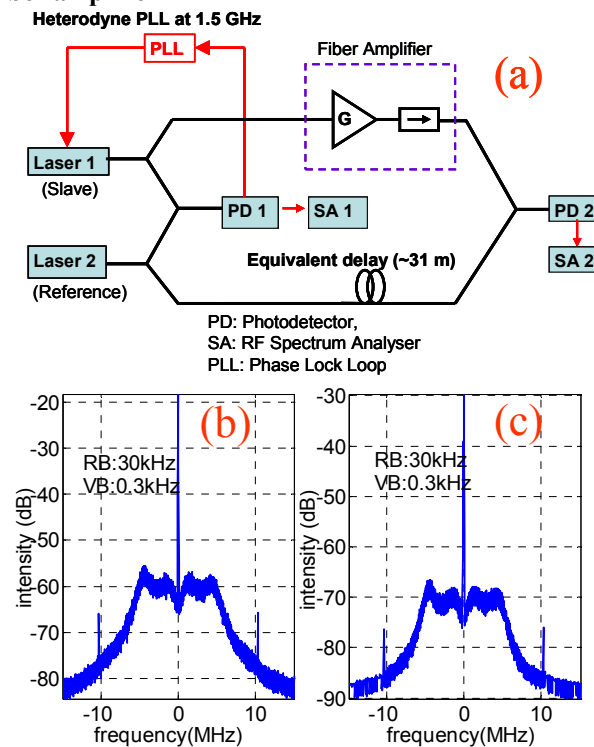 Heterodyne PLL at 1.5 GHz
PLL
Fiber Amplifier
(a)
G
Laser 1
(Slave)
PD 1
SA 1
PD 2
SA 2
Laser 2
(Reference)
Equivalent delay (~31 m)
PD: Photodetector,
SA: RF Spectrum Analyser
PLL: Phase Lock Loop
(b)
RB:30kHz
VB:0.3kHz
intensity (dB)
-20
-30
-40
-50
-60
-70
-80
-10 0 10
frequency(MHz)
(c)
RB:30kHz
VB:0.3kHz
intensity (dB)
-30
-40
-50
-60
-70
-80
-90
-10 0 10
frequency(MHz)